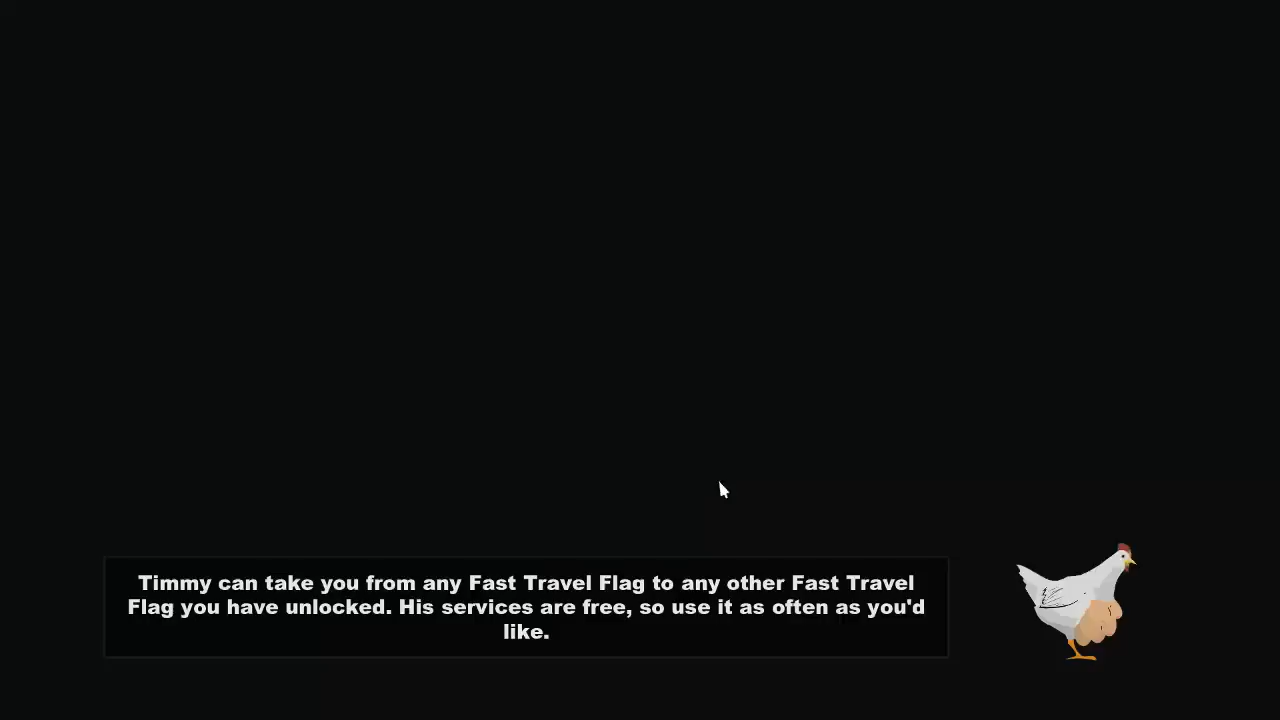 Timmy can take you from any Fast Travel Flag to any other Fast Travel
Flag you have unlocked. His services are free, so use it as often as you'd
like.